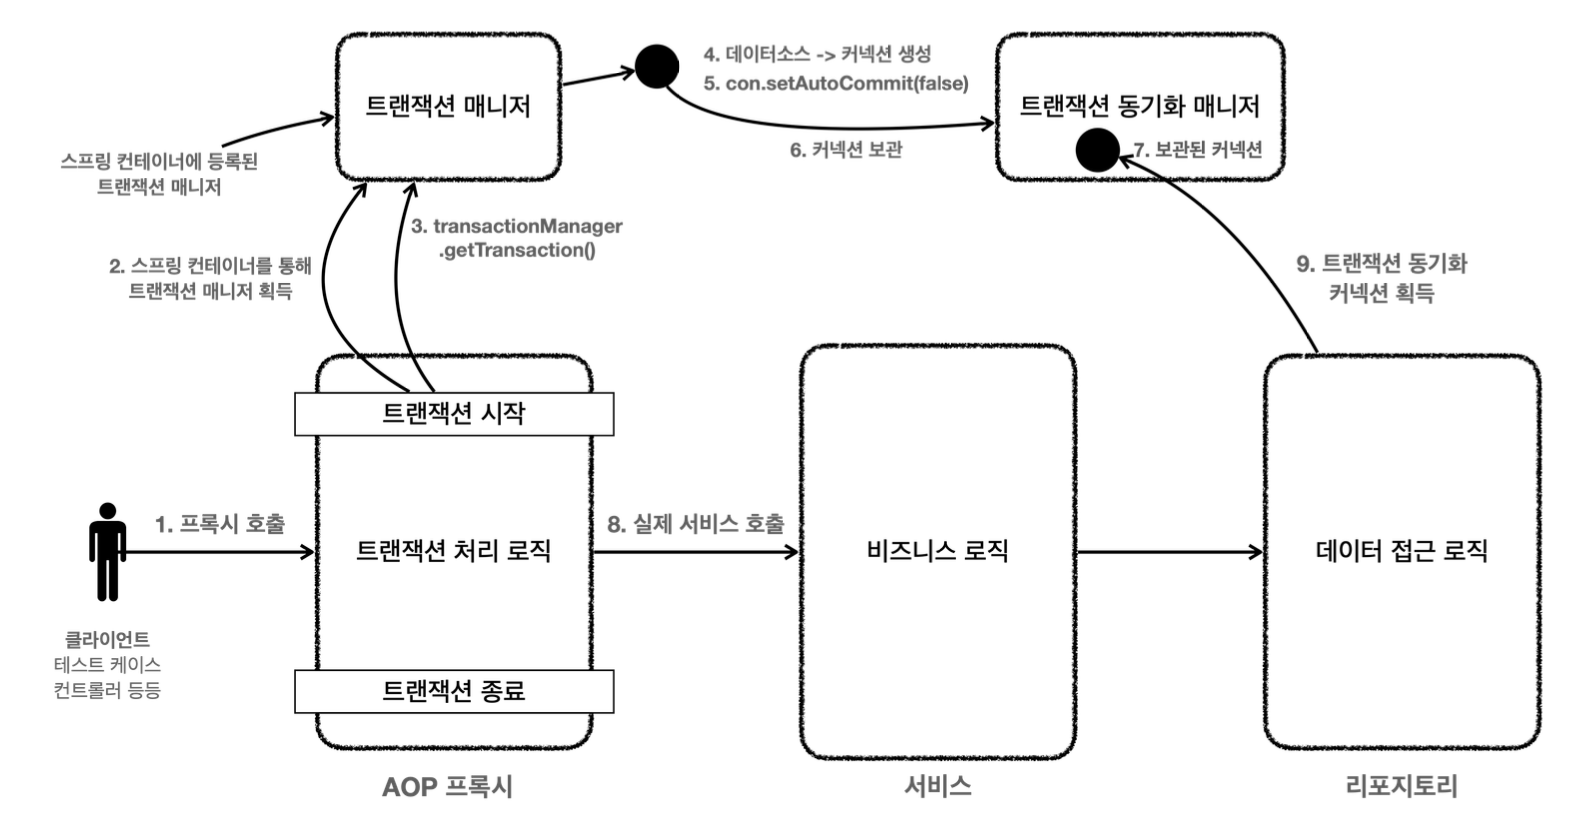 트랜잭션 매니저
4. 데이터소스 -> 커넥션 생성
5. con.setAutoCommit(false)
트랜잭션 동기화 매니저
6. 커넥션 보관
7. 보관된 커넥션
스프링 컨테이너에 등록된
트랜잭션 매니저
3. transactionManager
.getTransaction()
2. 스프링 컨테이너를 통해
트랜잭션 매니저 획득
9. 트랜잭션 동기화
커넥션 획득
트랜잭션 시작
1. 프록시 호출
트랜잭션 처리 로직
8. 실제 서비스 호출
비즈니스 로직
데이터 접근 로직
클라이언트
테스트 케이스
컨트롤러 등등
트랜잭션 종료
AOP 프록시
서비스
리포지토리